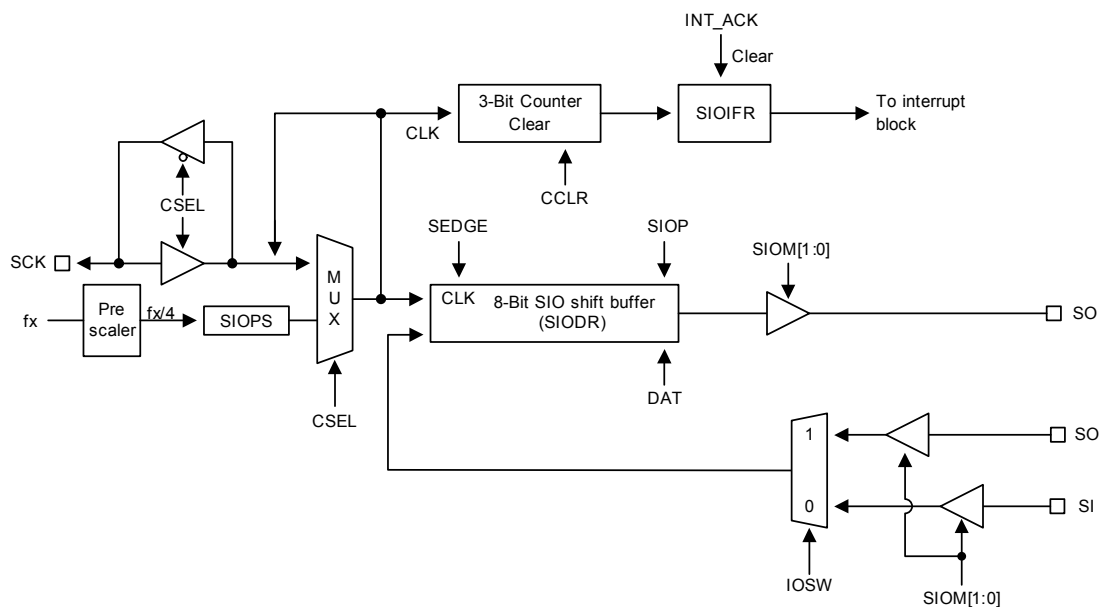 INT_ACK
Clear
3-Bit Counter
Clear
SIOIFR
To interrupt
block
CLK
CCLR
CSEL
SEDGE
SIOP
SIOM[1:0]
SCK
M
U
X
CLK
8-Bit SIO shift buffer
(SIODR)
SO
fx
Pre
scaler
fx/4
SIOPS
CSEL
DAT
1
SO
0
SI
IOSW
SIOM[1:0]